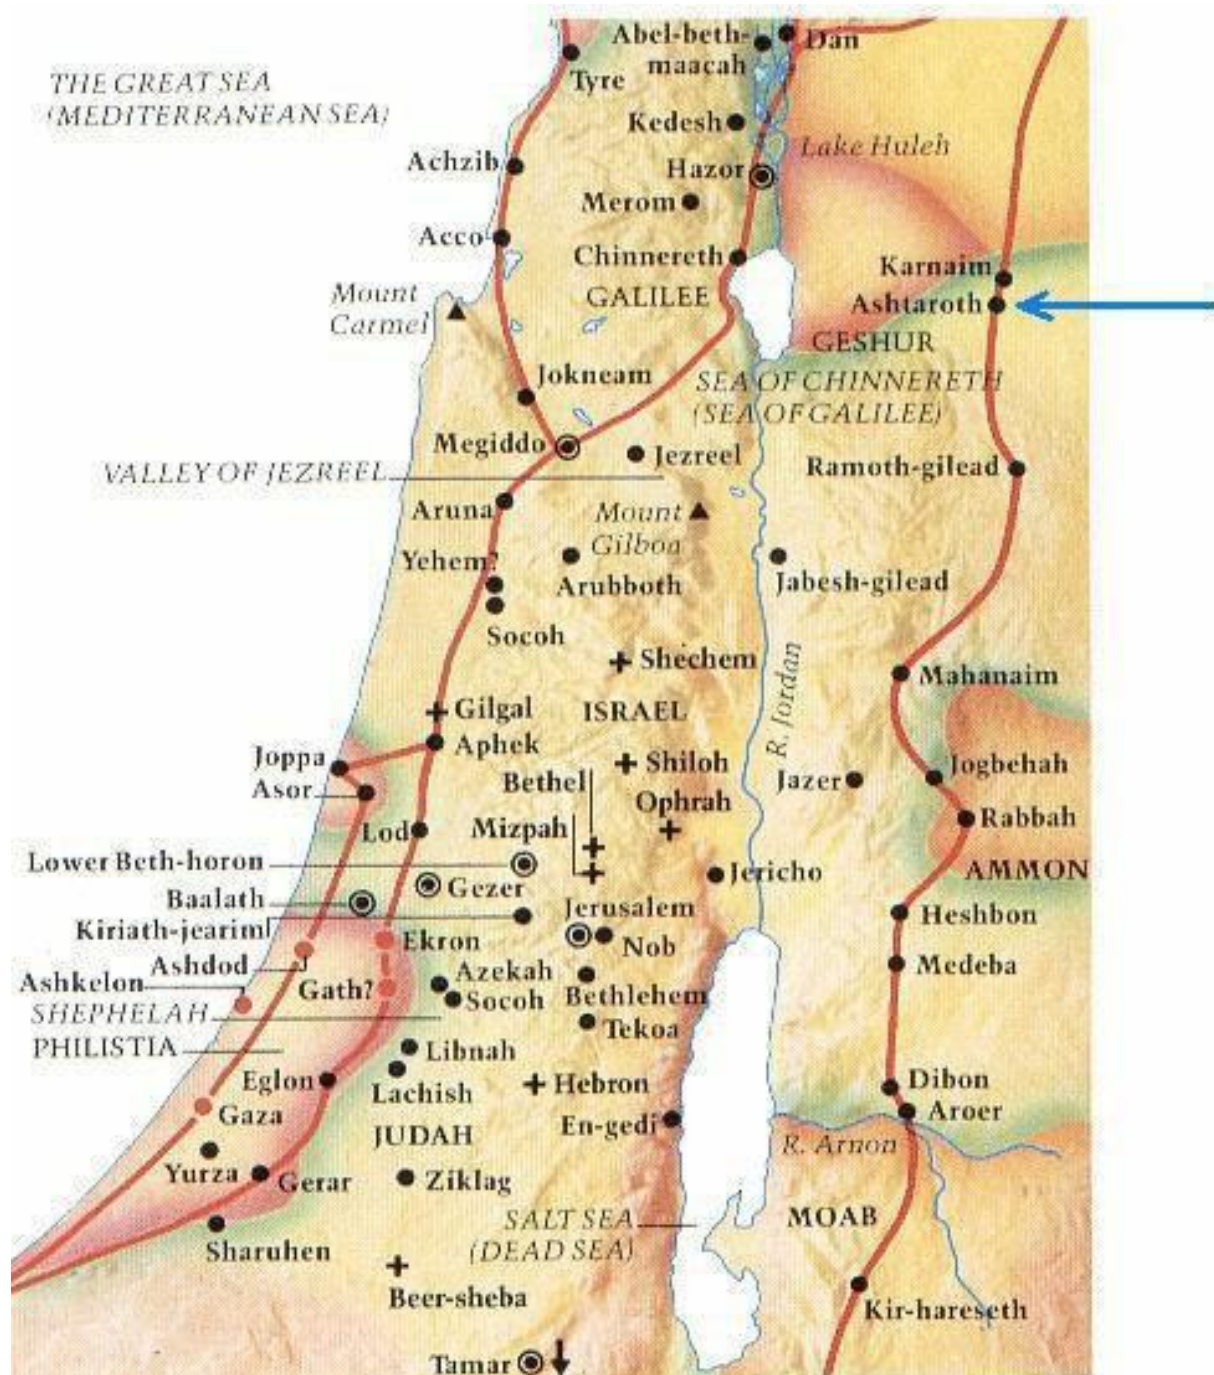 Abel-beth-
maacah
Dan
THE GREAT SEA
(MEDITERRANEAN SEA)
Tyre
Kedesh
Lake Huleh
Achzib
Hazor
Merom
Acco
Chinnereth
Karnaim
GALILEE
Ashtaroth
Mount
Carmel
GESHUR
Jokneam
SEA OF CHINNERETH
(SEA OF GALILEE)
Megiddo
Jezreel
VALLEY OF JEZREEL
Ramoth-gilead
Aruna
Mount
Gilboa
Yehem?
Arubboth
Jabesh-gilead
Socoh
Shechem
R. Jordan
Mahanaim
Gilgal
ISRAEL
Aphek
Joppa
Shiloh
Jogbehah
Bethel
Jazer
Asor
Ophrah
Rabbah
Lod
Mizpah
Lower Beth-horon
AMMON
Jericho
Gezer
Baalath
Jerusalem
Heshbon
Kiriath-jearim
Ekron
Nob
Ashdod
Medeba
Azekah
Ashkelon
Gath?
Socoh
Bethlehem
SHEPHELAH
Tekoa
PHILISTIA
Libnah
Eglon
Lachish
Hebron
Dibon
Aroer
Gaza
En-gedi
JUDAH
R. Arnon
Yurza
Gerar
Ziklag
SALT SEA
(DEAD SEA)
MOAB
Sharuhen
Beer-sheba
Kir-hareseth
Tamar